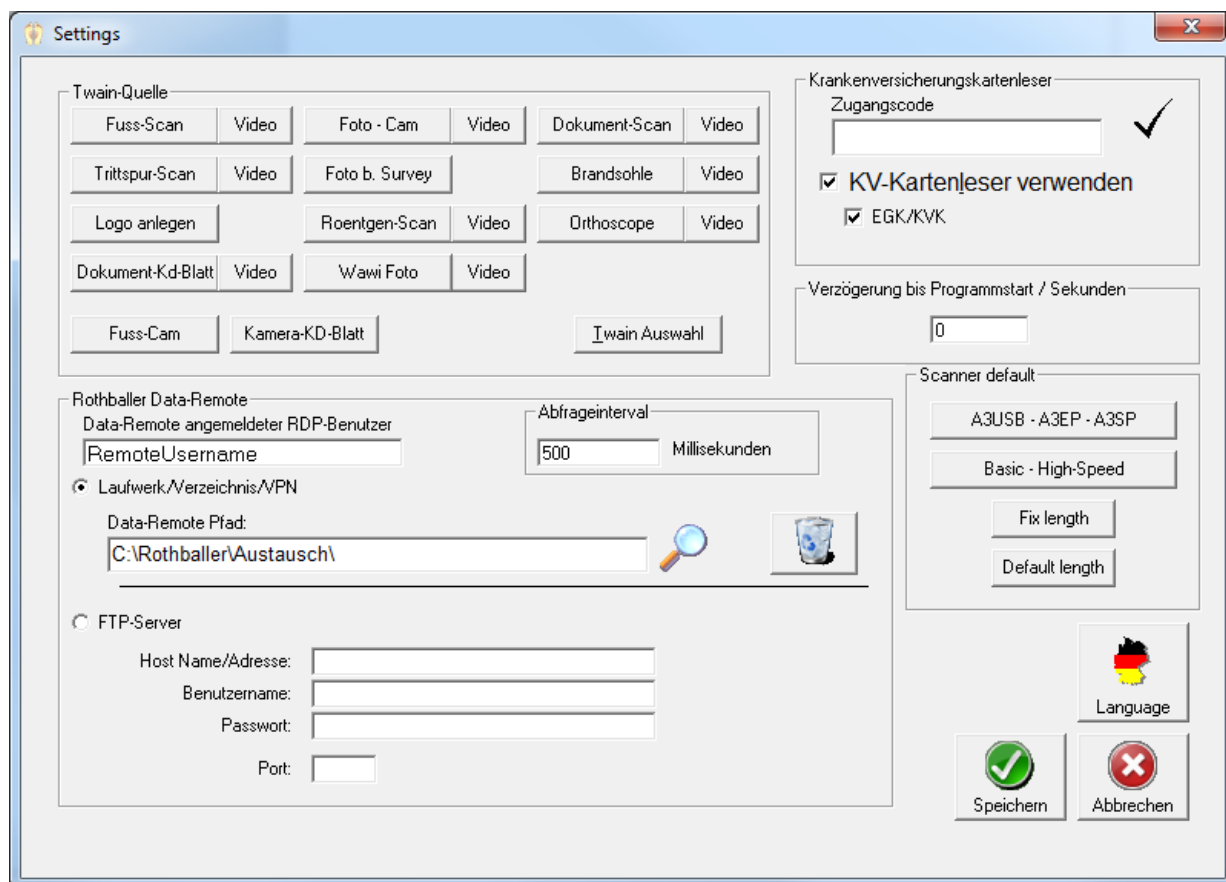 Settings
Twain-Quelle
Fuss-Scan Video Foto - Cam Video Dokument-Scan Video
Trittspur-Scan Video Foto b. Survey Brandsohle Video
Logo anlegen Roentgen-Scan Video Orthoscope Video
Dokument-Kd-Blatt Video Wawi Foto Video
Fuss-Cam Kamera-KD-Blatt Twain Auswahl
Krankenversicherungskartenleser
Zugangscode
KV-Kartenleser verwenden
EGK/KVK
Verzögerung bis Programmstart / Sekunden
0
Rothballer Data-Remote
Data-Remote angemeldeter RDP-Benutzer
RemoteUsername
Abfrageinterval
500 Millisekunden
Laufwerk/Verzeichnis/VPN
Data-Remote Pfad:
C:\Rothballer\Austausch\
FTP-Server
Host Name/Adresse:
Benutzername:
Passwort:
Port:
Scanner default
A3USB - A3EP - A3SP
Basic - High-Speed
Fix length
Default length
Language
Speichern Abbrechen